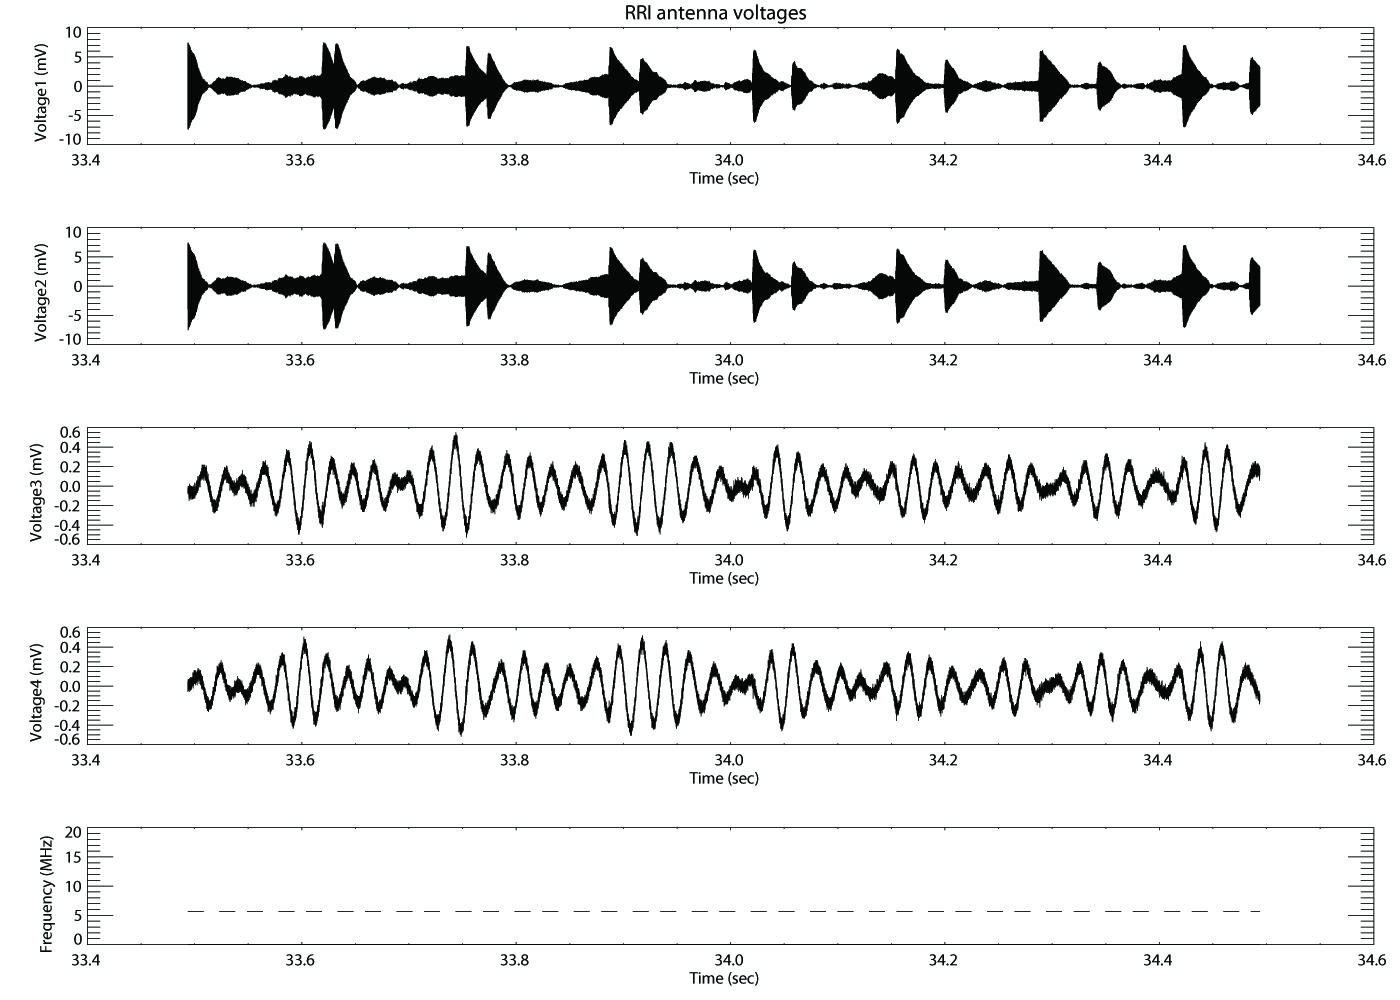 RRI antenna voltages
Voltage1 (mV)
10
5
0
-5
-10
33.4 33.6 33.8 34.0 34.2 34.4 34.6
Time (sec)
Voltage2 (mV)
10
5
0
-5
-10
33.4 33.6 33.8 34.0 34.2 34.4 34.6
Time (sec)
Voltage3 (mV)
0.6
0.4
0.2
0.0
-0.2
-0.4
-0.6
33.4 33.6 33.8 34.0 34.2 34.4 34.6
Time (sec)
Voltage4 (mV)
0.6
0.4
0.2
0.0
-0.2
-0.4
-0.6
33.4 33.6 33.8 34.0 34.2 34.4 34.6
Time (sec)
Frequency (MHz)
20
15
10
5
0
33.4 33.6 33.8 34.0 34.2 34.4 34.6
Time (sec)